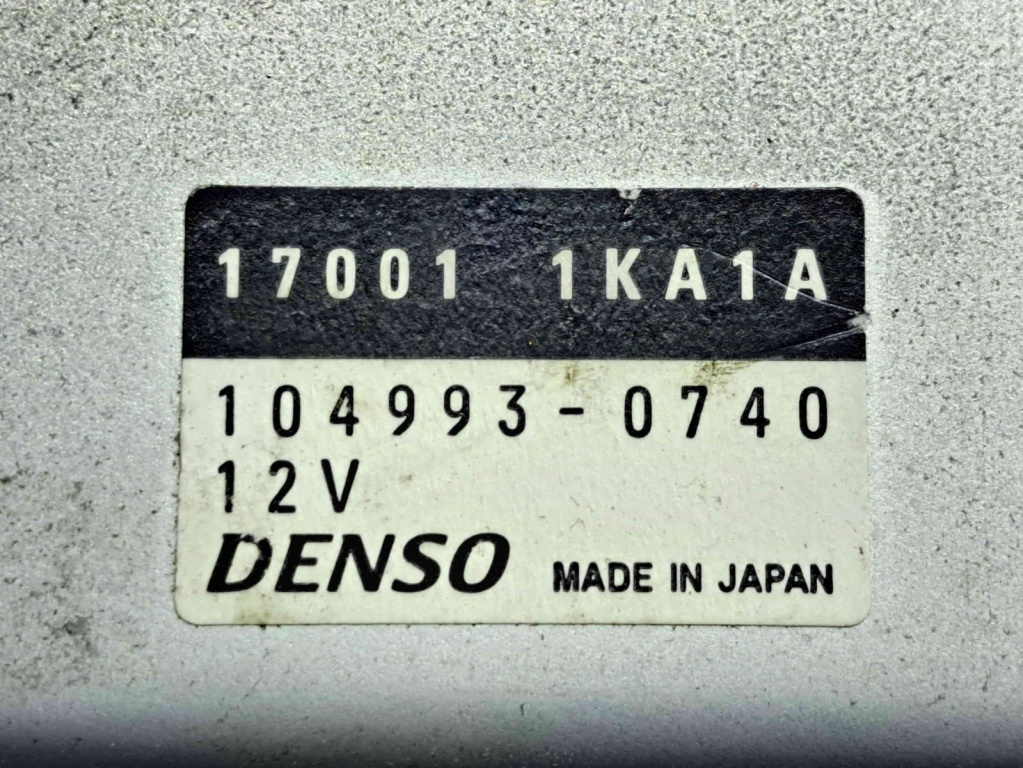 17001 1KA1A
104993-0740
12V
DENSO MADE IN JAPAN